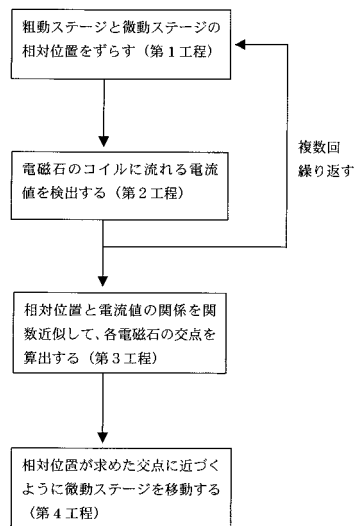 粗動ステージと微動ステージの
相対位置をずらす（第1工程）
複数回
繰り返す
電磁石のコイルに流れる電流
値を検出する（第2工程）
相対位置と電流値の関係を関
数近似して、各電磁石の交点を
算出する（第3工程）
相対位置が求めた交点に近づく
ように微動ステージを移動する
（第4工程）